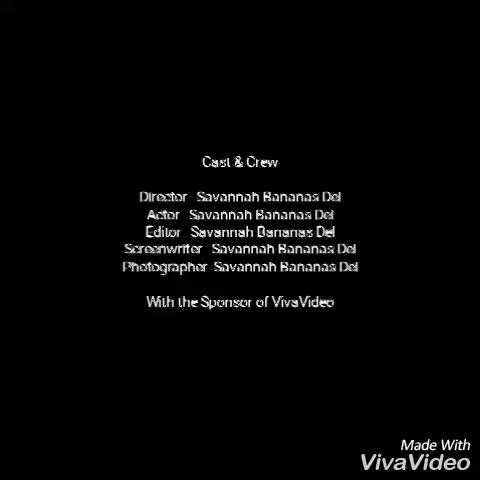 Cast & Crew
Director Savannah Bananas Del
Actor Savannah Bananas Del
Editor Savannah Bananas Del
Screenwriter Savannah Bananas Del
Photographer Savannah Bananas Del
With the Sponsor of VivaVideo
Made With
VivaVideo